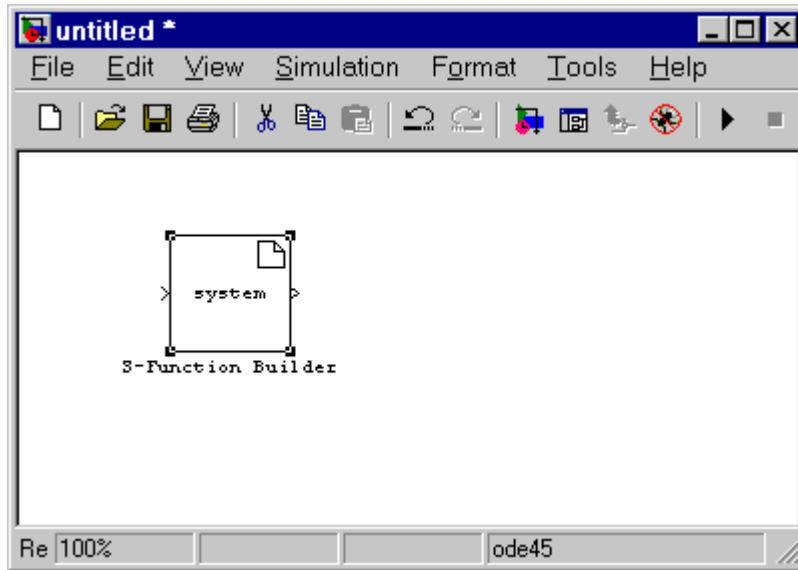 untitled *
File Edit View Simulation Format Tools Help
system
S-Function Builder
Re 100% ode45